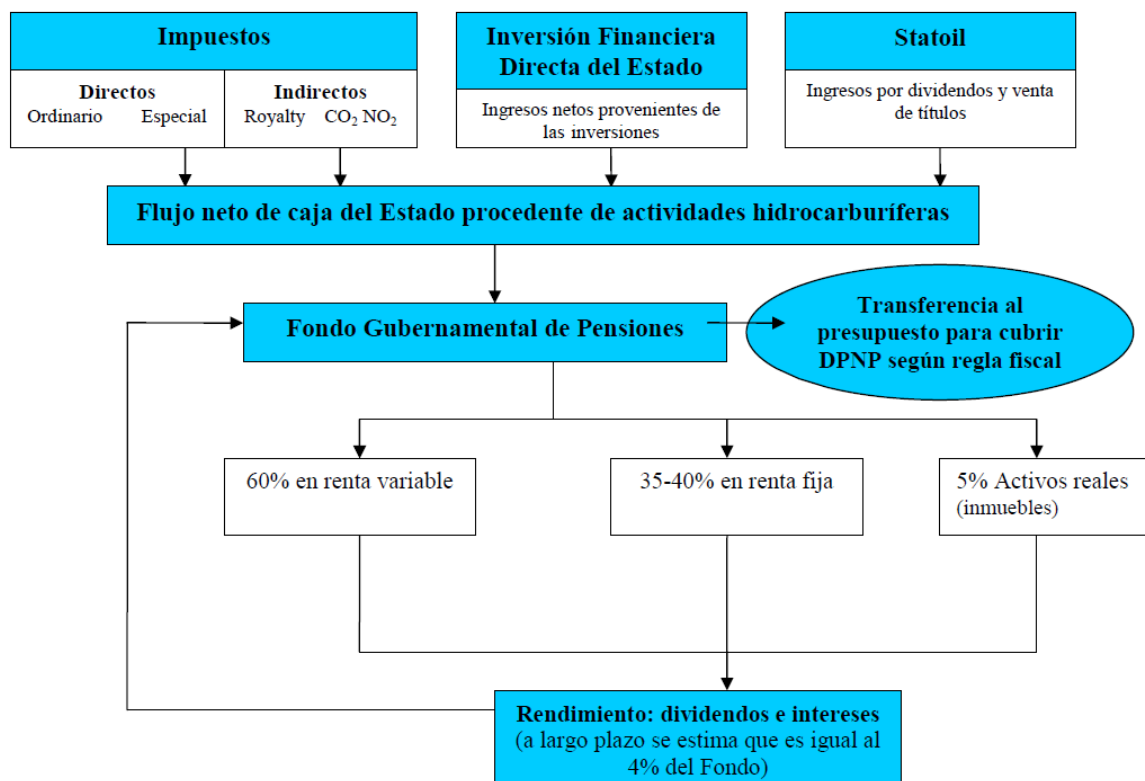 Impuestos
Directos
Ordinario Especial
Indirectos
Royalty CO₂ NO₂
Inversión Financiera
Directa del Estado
Ingresos netos provenientes de
las inversiones
Statoil
Ingresos por dividendos y venta
de títulos
Flujo neto de caja del Estado procedente de actividades hidrocarburíferas
Fondo Gubernamental de Pensiones
Transferencia al
presupuesto para cubrir
DPNP según regla fiscal
60% en renta variable
35-40% en renta fija
5% Activos reales
(inmuebles)
Rendimiento: dividendos e intereses
(a largo plazo se estima que es igual al
4% del Fondo)